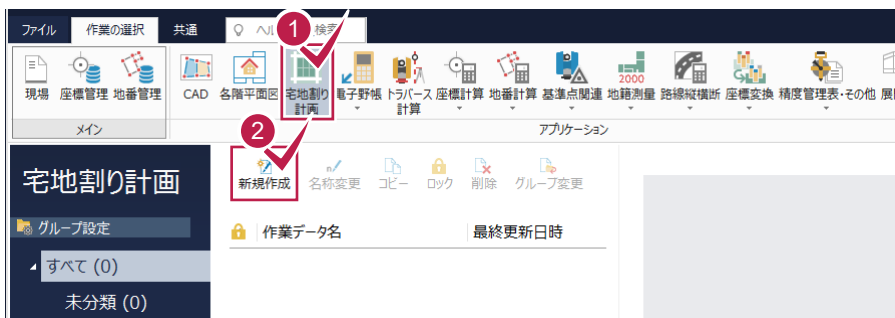 ファイル 作業の選択 共通 ヘル 検索
1
現場 座標管理 地番管理 CAD 各階平面図 宅地割り計画 電子野帳 トラバース計算 座標計算 地番計算 基準点関連 2000 地籍測量 路線縦横断 座標変換 精度管理表・その他 展
メイン アプリケーション
2
宅地割り計画
新規作成 名称変更 コピー ロック 削除 グループ変更
グループ設定
作業データ名 最終更新日時
すべて (0)
未分類 (0)